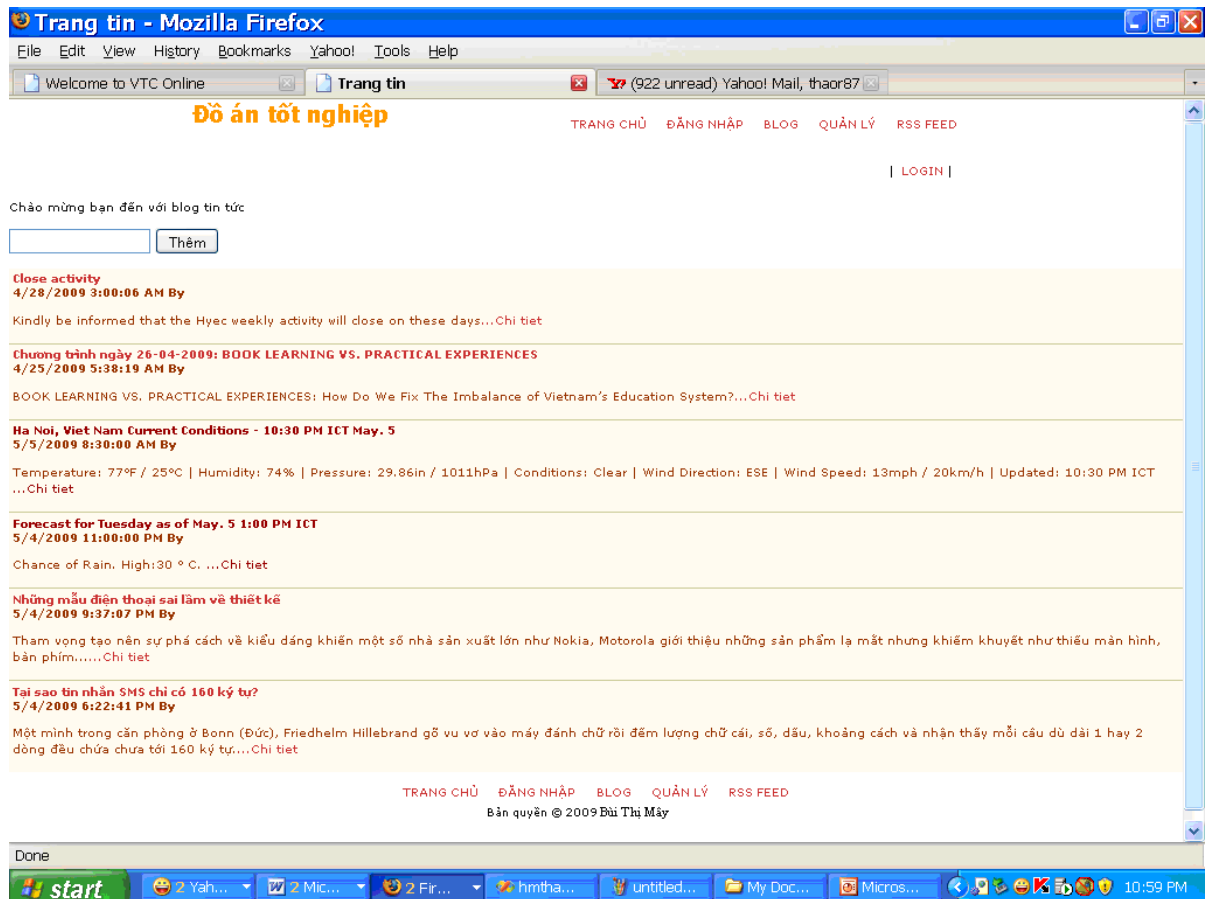 Trang tin - Mozilla Firefox
File Edit View History Bookmarks Yahoo! Tools Help
Welcome to VTC Online Trang tin (922 unread) Yahoo! Mail, thaor87
Đồ án tốt nghiệp
TRANG CHỦ ĐĂNG NHẬP BLOG QUẢN LÝ RSS FEED
| LOGIN |
Chào mừng bạn đến với blog tin tức
Thêm
Close activity
4/28/2009 3:00:06 AM By
Kindly be informed that the Hyec weekly activity will close on these days...Chi tiet
Chương trình ngày 26-04-2009: BOOK LEARNING VS. PRACTICAL EXPERIENCES
4/25/2009 5:38:19 AM By
BOOK LEARNING VS. PRACTICAL EXPERIENCES: How Do We Fix The Imbalance of Vietnam's Education System?...Chi tiet
Ha Noi, Viet Nam Current Conditions - 10:30 PM ICT May. 5
5/5/2009 8:30:00 AM By
Temperature: 77°F / 25°C | Humidity: 74% | Pressure: 29.86in / 1011hPa | Conditions: Clear | Wind Direction: ESE | Wind Speed: 13mph / 20km/h | Updated: 10:30 PM ICT
...Chi tiet
Forecast for Tuesday as of May. 5 1:00 PM ICT
5/4/2009 11:00:00 PM By
Chance of Rain. High:30 ° C. ...Chi tiet
Những mẫu điện thoại sai lầm về thiết kế
5/4/2009 9:37:07 PM By
Tham vọng tạo nên sự phá cách về kiểu dáng khiến một số nhà sản xuất lớn như Nokia, Motorola giới thiệu những sản phẩm lạ mắt nhưng khiếm khuyết như thiếu màn hình,
bàn phím......Chi tiet
Tại sao tin nhắn SMS chỉ có 160 ký tự?
5/4/2009 6:22:41 PM By
Một mình trong căn phòng ở Bonn (Đức), Friedhelm Hillebrand gõ vu vơ vào máy đánh chữ rồi đếm lượng chữ cái, số, dấu, khoảng cách và nhận thấy mỗi câu dù dài 1 hay 2
dòng đều chứa chưa tới 160 ký tự....Chi tiet
TRANG CHỦ ĐĂNG NHẬP BLOG QUẢN LÝ RSS FEED
Bản quyền © 2009 Bùi Thị Mây
Done
start 2 Yah... 2 Mic... 2 Fir... hmtha... untitled... My Doc... Micros... 10:59 PM